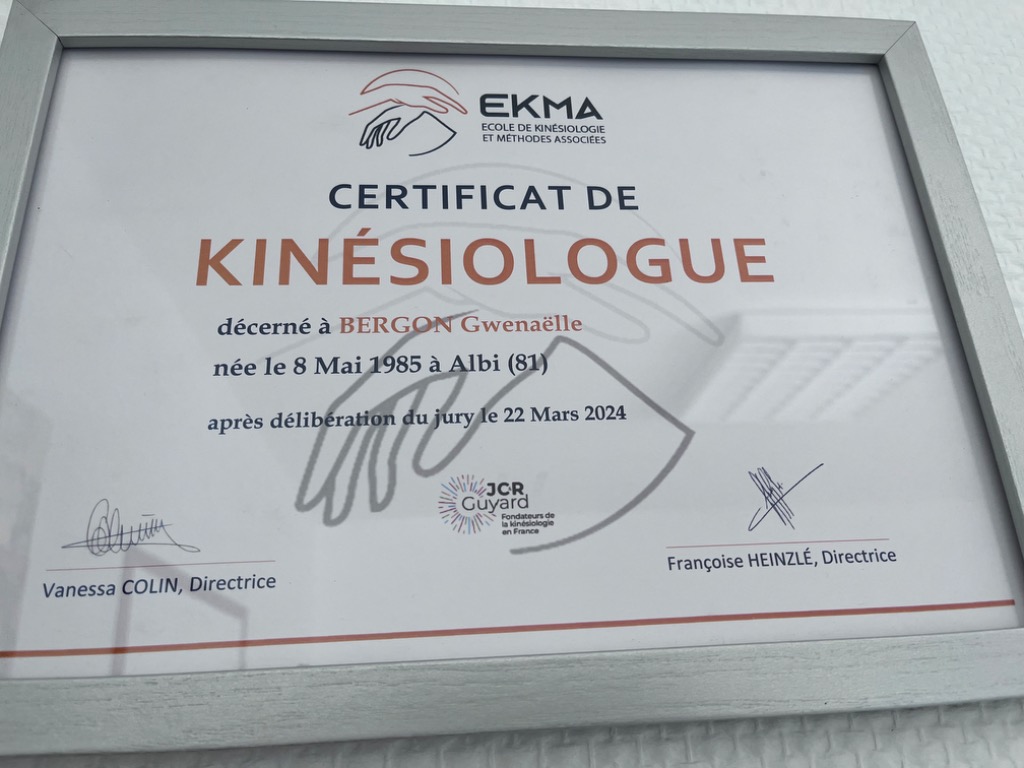 EKMA
ECOLE DE KINÉSIOLOGIE
ET MÉTHODES ASSOCIÉES
CERTIFICAT DE
KINÉSIOLOGUE
décerné à BERGON Gwenaëlle
née le 8 Mai 1985 à Albi (81)
après délibération du jury le 22 Mars 2024
JCR
Guyard
Fondateurs de
la kinésiologie
en France
Vanessa COLIN, Directrice
Françoise HEINZLÉ, Directrice